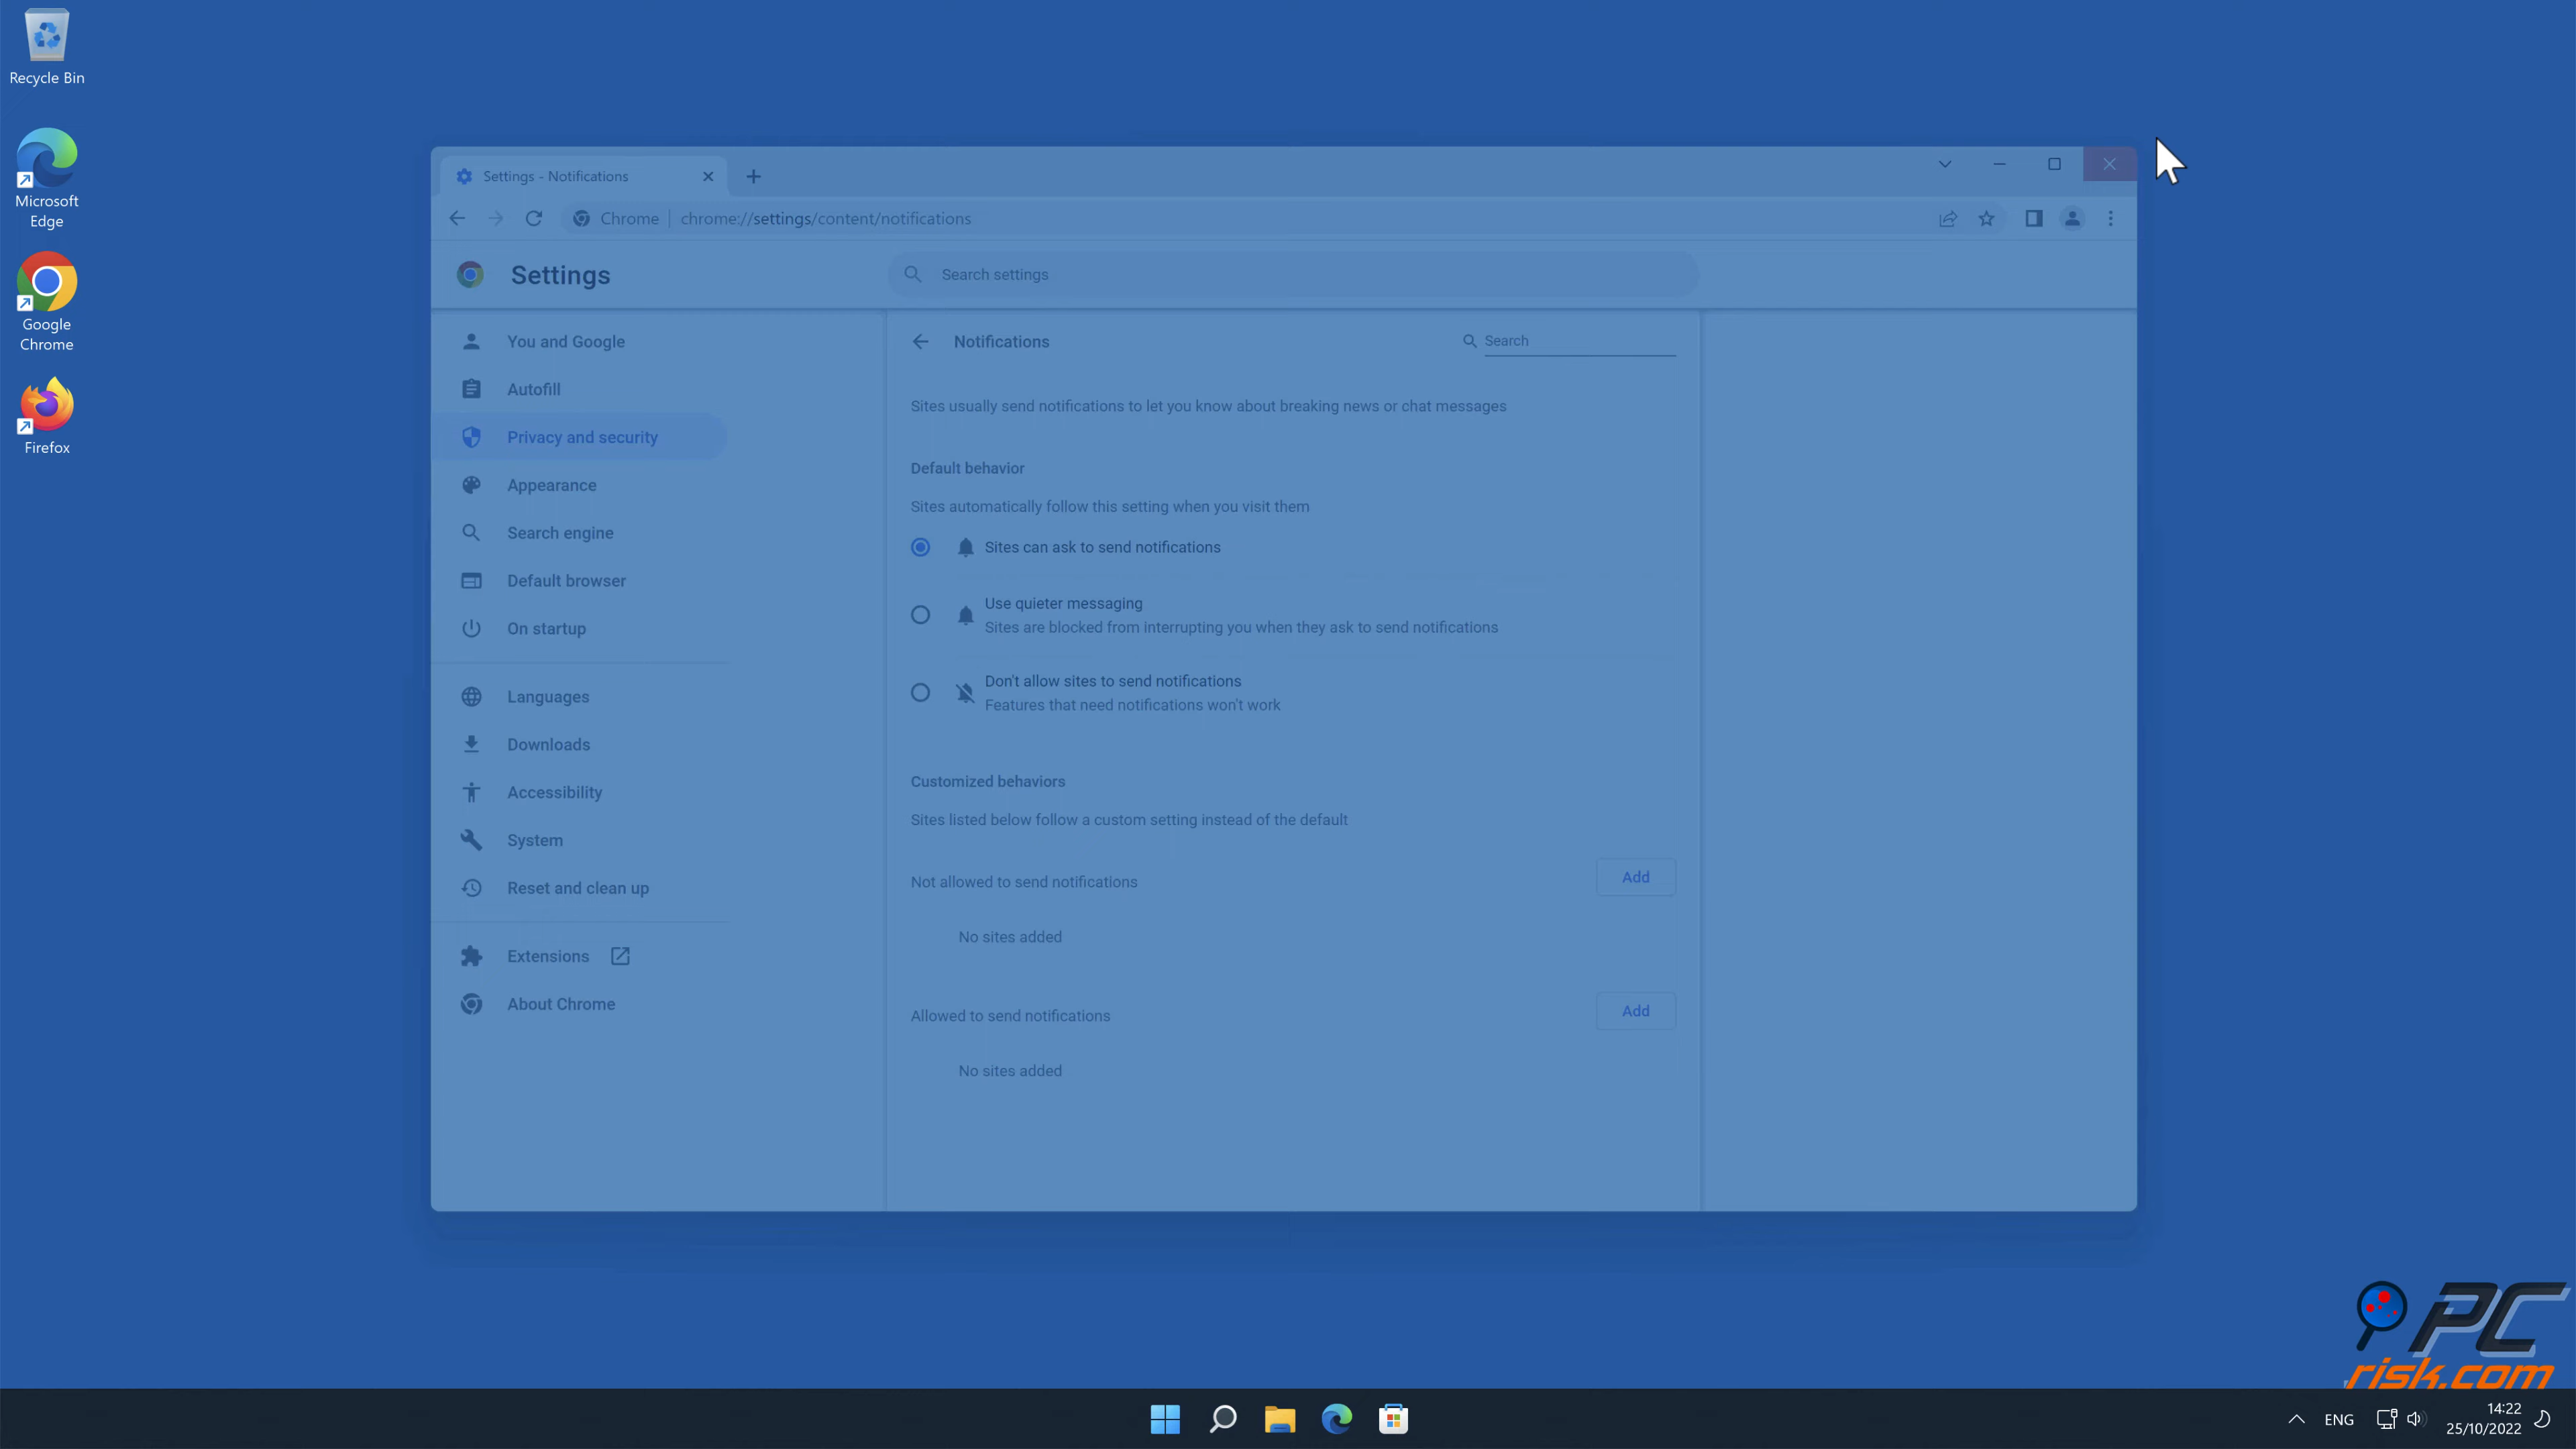 Recycle Bin
Microsoft
Edge
Google
Chrome
Firefox
Settings - Notifications
Chrome
chrome://settings/content/notifications
Settings
Search settings
You and Google
Autofill
Privacy and security
Appearance
Search engine
Default browser
On startup
Languages
Downloads
Accessibility
System
Reset and clean up
Extensions
About Chrome
Notifications
Search
Sites usually send notifications to let you know about breaking news or chat messages
Default behavior
Sites automatically follow this setting when you visit them
Sites can ask to send notifications
Use quieter messaging
Sites are blocked from interrupting you when they ask to send notifications
Don't allow sites to send notifications
Features that need notifications won't work
Customized behaviors
Sites listed below follow a custom setting instead of the default
Not allowed to send notifications
Add
No sites added
Allowed to send notifications
Add
No sites added
PC
risk.com
ENG
14:22
25/10/2022